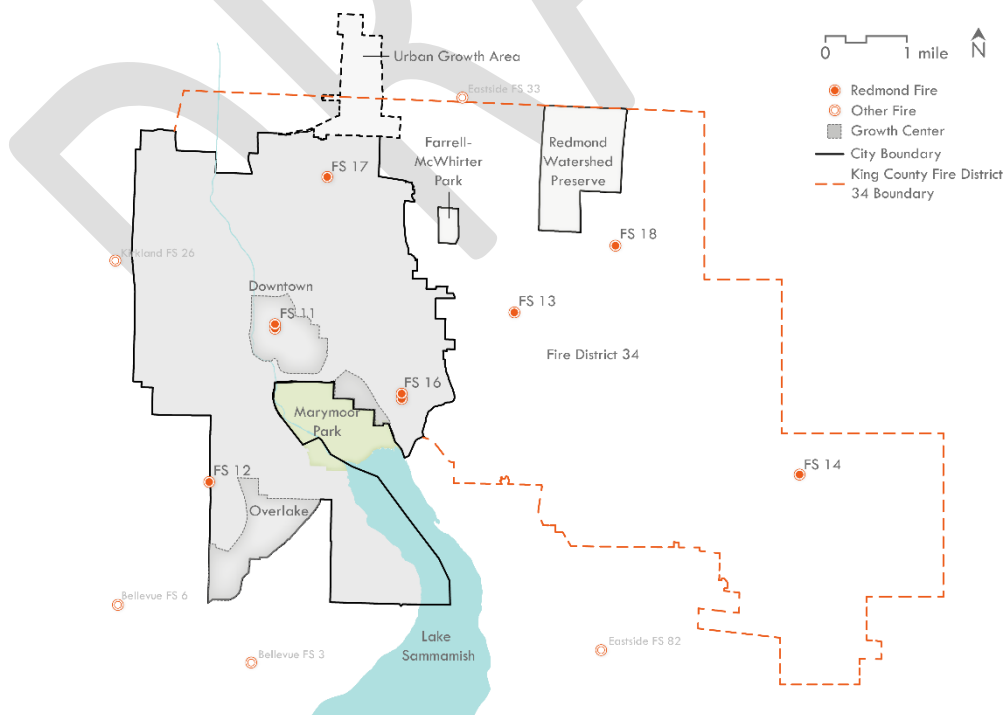 Urban Growth Area
0 1 mile
N
Eastside FS 33
Redmond Fire
Other Fire
Growth Center
City Boundary
King County Fire District
34 Boundary
Farrell-
McWhirter
Park
Redmond
Watershed
Preserve
FS 17
FS 18
Kirkland FS 26
Downtown
FS 11
FS 13
Fire District 34
FS 16
Marymoor
Park
FS 12
FS 14
Overlake
Bellevue FS 6
Lake
Sammamish
Eastside FS 82
Bellevue FS 3